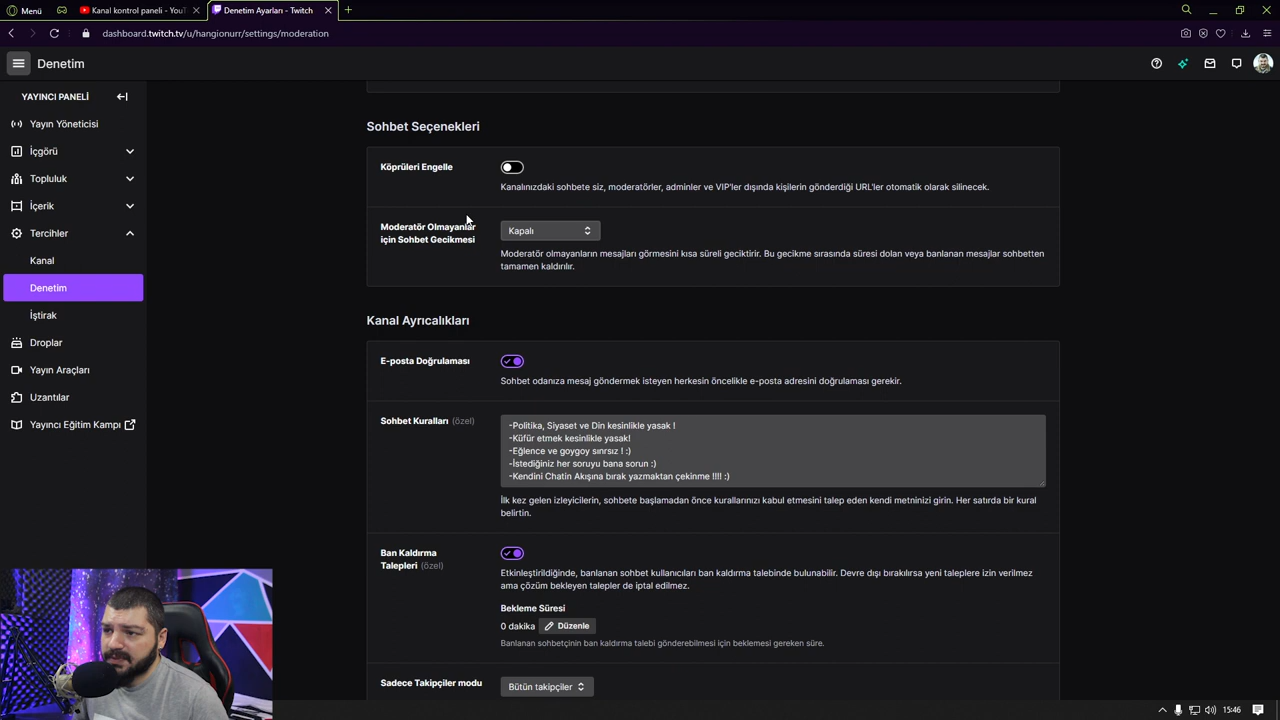 Menü
Kanal kontrol paneli - YouT
Denetim Ayarları - Twitch
dashboard.twitch.tv/u/hangionurr/settings/moderation
Denetim
YAYINCI PANELİ
Yayın Yöneticisi
İçgörü
Topluluk
İçerik
Tercihler
Kanal
Denetim
İştirak
Droplar
Yayın Araçları
Uzantılar
Yayıncı Eğitim Kampı
Sohbet Seçenekleri
Köprüleri Engelle
Kanalınızdaki sohbete siz, moderatörler, adminler ve VIP'ler dışında kişilerin gönderdiği URL'ler otomatik olarak silinecek.
Moderatör Olmayanlar
için Sohbet Gecikmesi
Kapalı
Moderatör olmayanların mesajları görmesini kısa süreli geciktirir. Bu gecikme sırasında süresi dolan veya banlanan mesajlar sohbetten
tamamen kaldırılır.
Kanal Ayrıcalıkları
E-posta Doğrulaması
Sohbet odanıza mesaj göndermek isteyen herkesin öncelikle e-posta adresini doğrulaması gerekir.
Sohbet Kuralları (özel)
-Politika, Siyaset ve Din kesinlikle yasak !
-Küfür etmek kesinlikle yasak!
-Eğlence ve goygoy sınrsız ! :)
-İstediğiniz her soruyu bana sorun :)
-Kendini Chatin Akışına bırak yazmaktan çekinme !!!! :)
İlk kez gelen izleyicilerin, sohbete başlamadan önce kurallarınızı kabul etmesini talep eden kendi metninizi girin. Her satırda bir kural
belirtin.
Ban Kaldırma
Talepleri (özel)
Etkinleştirildiğinde, banlanan sohbet kullanıcıları ban kaldırma talebinde bulunabilir. Devre dışı bırakılırsa yeni taleplere izin verilmez
ama çözüm bekleyen talepler de iptal edilmez.
Bekleme Süresi
0 dakika
Düzenle
Banlanan sohbetçinin ban kaldırma talebi gönderebilmesi için beklemesi gereken süre.
Sadece Takipçiler modu
Bütün takipçiler
15:46